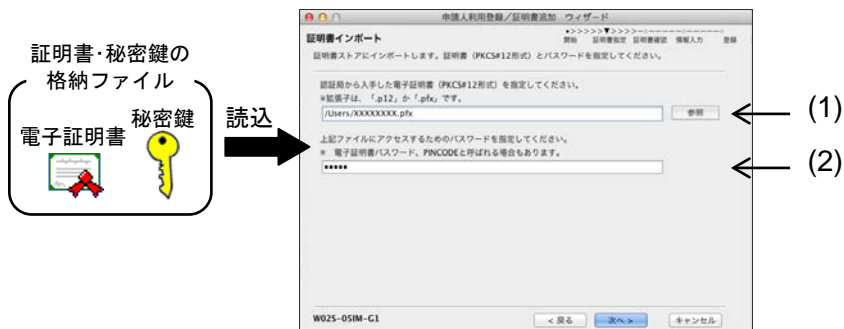 証明書・秘密鍵の
格納ファイル
電子証明書
秘密鍵
読込
申請人利用登録／証明書追加 ウィザード
証明書インポート
●>>>>>▼>>>>
開始 証明書指定 証明書確認 情報入力 登録
証明書ストアにインポートします。証明書（PKCS#12形式）とパスワードを指定してください。
認証局から入手した電子証明書（PKCS#12形式）を指定してください。
※拡張子は、「.p12」か「.pfx」です。
/Users/XXXXXXXX.pfx
参照
(1)
上記ファイルにアクセスするためのパスワードを指定してください。
※ 電子証明書パスワード、PINCODEと呼ばれる場合もあります。
•••••
(2)
W025-05IM-G1
< 戻る
次へ >
キャンセル